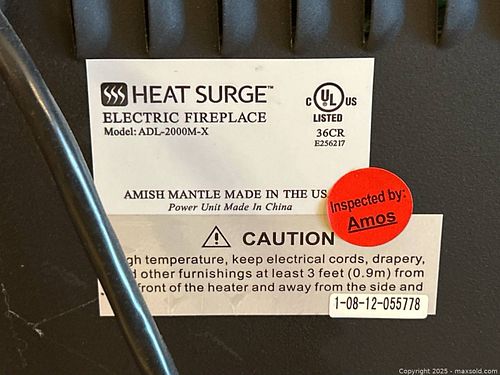 HEAT SURGE™
ELECTRIC FIREPLACE
Model: ADL-2000M-X
C UL US
LISTED
36CR
E256217
AMISH MANTLE MADE IN THE US
Power Unit Made In China
Inspected by:
Amos
CAUTION
gh temperature, keep electrical cords, drapery,
d other furnishings at least 3 feet (0.9m) from
front of the heater and away from the side and
1-08-12-055778
Copyright 2025 - maxsold.com